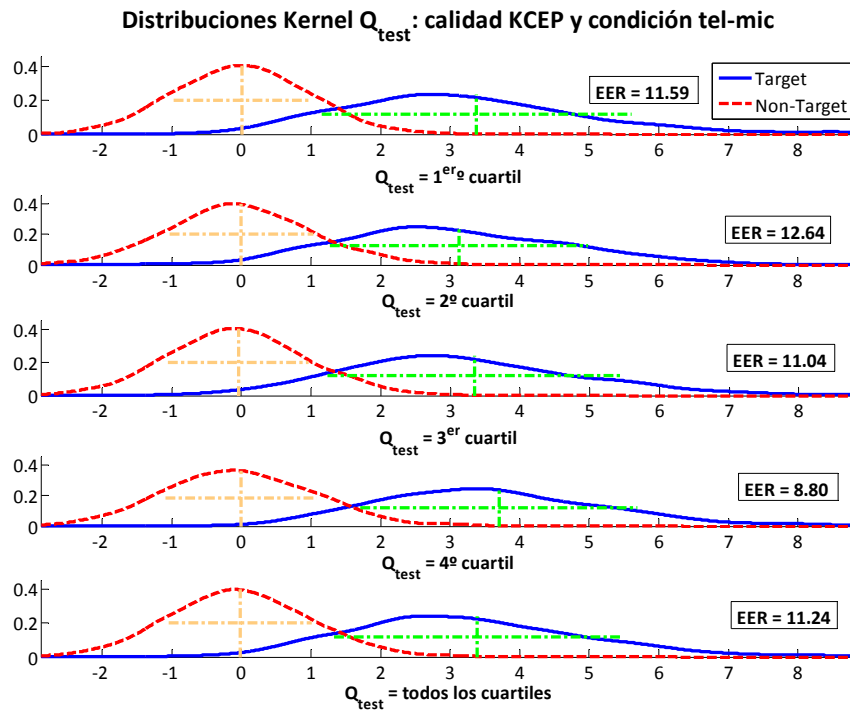 Distribuciones Kernel Qtest: calidad KCEP y condición tel-mic
0.4
0.2
0
EER = 11.59
Target
Non-Target
-2 -1 0 1 2 3 4 5 6 7 8
Qtest = 1erº cuartil
0.4
0.2
0
EER = 12.64
-2 -1 0 1 2 3 4 5 6 7 8
Qtest = 2º cuartil
0.4
0.2
0
EER = 11.04
-2 -1 0 1 2 3 4 5 6 7 8
Qtest = 3er cuartil
0.4
0.2
0
EER = 8.80
-2 -1 0 1 2 3 4 5 6 7 8
Qtest = 4º cuartil
0.4
0.2
0
EER = 11.24
-2 -1 0 1 2 3 4 5 6 7 8
Qtest = todos los cuartiles